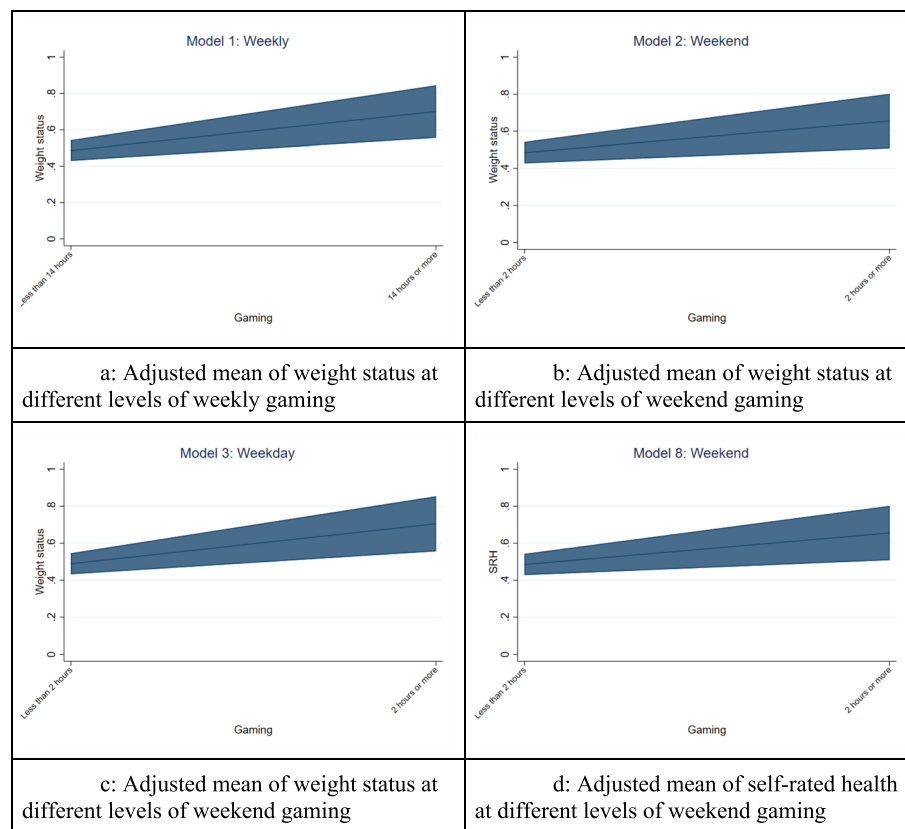 Model 1: Weekly
Weight status
0 .2 .4 .6 .8 1
Less than 14 hours
14 hours or more
Gaming
Model 2: Weekend
Weight status
0 .2 .4 .6 .8 1
Less than 2 hours
2 hours or more
Gaming
a: Adjusted mean of weight status at
different levels of weekly gaming
b: Adjusted mean of weight status at
different levels of weekend gaming
Model 3: Weekday
Weight status
0 .2 .4 .6 .8 1
Less than 2 hours
2 hours or more
Gaming
Model 8: Weekend
SRH
0 .2 .4 .6 .8 1
Less than 2 hours
2 hours or more
Gaming
c: Adjusted mean of weight status at
different levels of weekend gaming
d: Adjusted mean of self-rated health
at different levels of weekend gaming